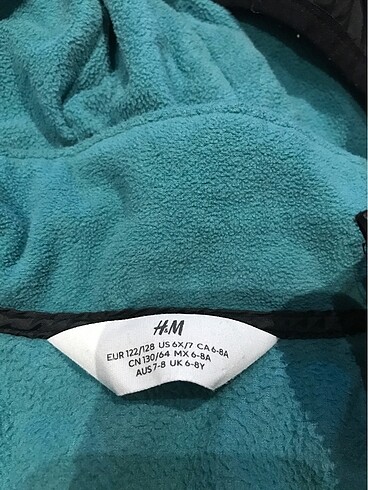 H&M
EUR 122/128 US 6X/7 CA 6-8A
CN 130/64 MX 6-8A
AUS 7-8 UK 6-8Y